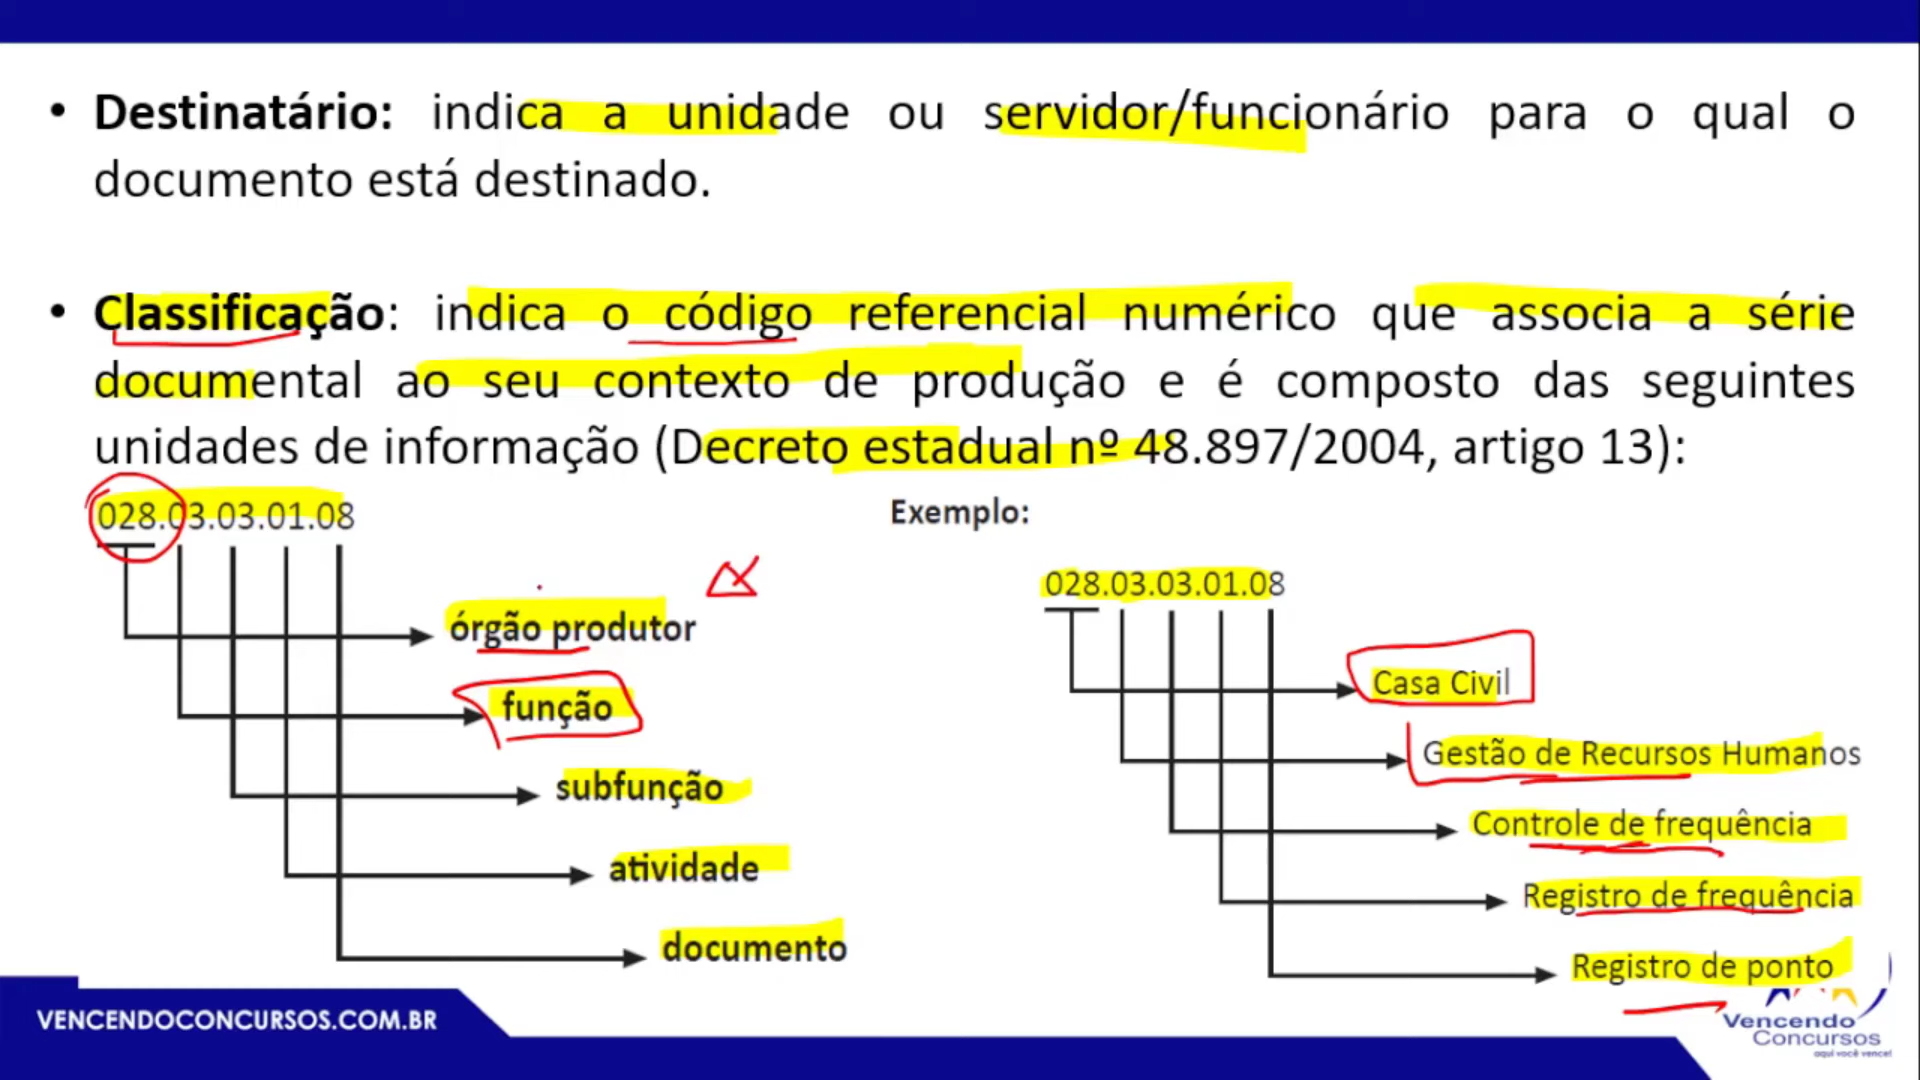 • Destinatário: indica a unidade ou servidor/funcionário para o qual o
documento está destinado.
• Classificação: indica o código referencial numérico que associa a série
documental ao seu contexto de produção e é composto das seguintes
unidades de informação (Decreto estadual nº 48.897/2004, artigo 13):
028.03.03.01.08
órgão produtor
função
subfunção
atividade
documento
Exemplo:
028.03.03.01.08
Casa Civil
Gestão de Recursos Humanos
Controle de frequência
Registro de frequência
Registro de ponto
VENCENDOCONCURSOS.COM.BR
Vencendo
Concursos
aqui você vence!